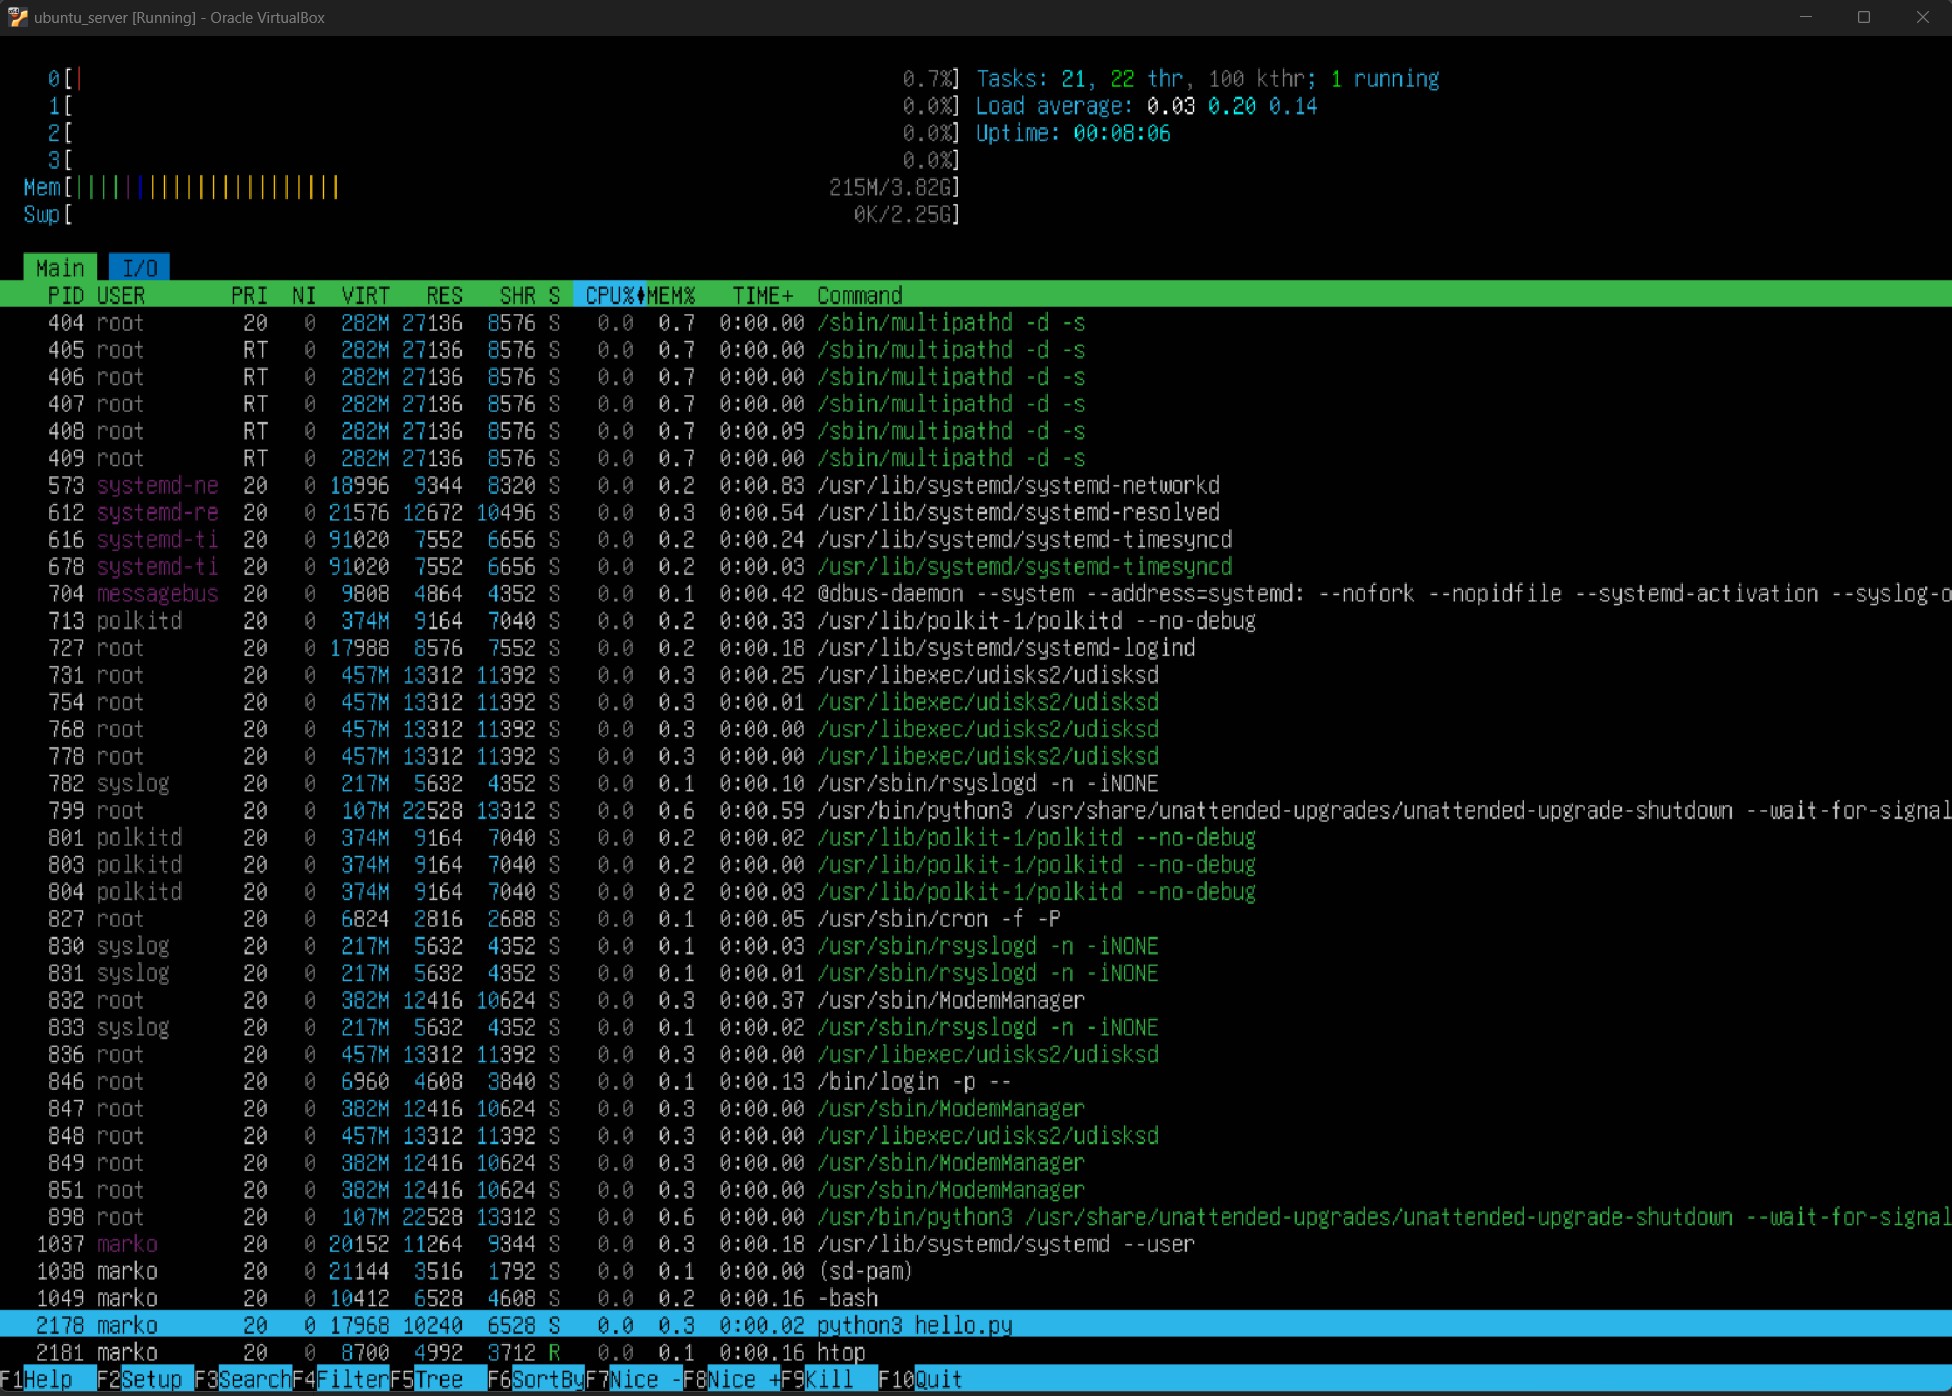 ubuntu_server [Running] - Oracle VirtualBox
0[| 0.7%] Tasks: 21, 22 thr, 100 kthr; 1 running
1[ 0.0%] Load average: 0.03 0.20 0.14
2[ 0.0%] Uptime: 00:08:06
3[ 0.0%]
Mem[|||||||||||||||||||||| 215M/3.82G]
Swp[ 0K/2.25G]
Main I/O
PID USER PRI NI VIRT RES SHR S CPU% MEM% TIME+ Command
404 root 20 0 282M 27136 8576 S 0.0 0.7 0:00.00 /sbin/multipathd -d -s
405 root RT 0 282M 27136 8576 S 0.0 0.7 0:00.00 /sbin/multipathd -d -s
406 root RT 0 282M 27136 8576 S 0.0 0.7 0:00.00 /sbin/multipathd -d -s
407 root RT 0 282M 27136 8576 S 0.0 0.7 0:00.00 /sbin/multipathd -d -s
408 root RT 0 282M 27136 8576 S 0.0 0.7 0:00.09 /sbin/multipathd -d -s
409 root RT 0 282M 27136 8576 S 0.0 0.7 0:00.00 /sbin/multipathd -d -s
573 systemd-ne 20 0 18996 9344 8320 S 0.0 0.2 0:00.83 /usr/lib/systemd/systemd-networkd
612 systemd-re 20 0 21576 12672 10496 S 0.0 0.3 0:00.54 /usr/lib/systemd/systemd-resolved
616 systemd-ti 20 0 91020 7552 6656 S 0.0 0.2 0:00.24 /usr/lib/systemd/systemd-timesyncd
678 systemd-ti 20 0 91020 7552 6656 S 0.0 0.2 0:00.03 /usr/lib/systemd/systemd-timesyncd
704 messagebus 20 0 9808 4864 4352 S 0.0 0.1 0:00.42 @dbus-daemon --system --address=systemd: --nofork --nopidfile --systemd-activation --syslog-o
713 polkitd 20 0 374M 9164 7040 S 0.0 0.2 0:00.33 /usr/lib/polkit-1/polkitd --no-debug
727 root 20 0 17988 8576 7552 S 0.0 0.2 0:00.18 /usr/lib/systemd/systemd-logind
731 root 20 0 457M 13312 11392 S 0.0 0.3 0:00.25 /usr/libexec/udisks2/udisksd
754 root 20 0 457M 13312 11392 S 0.0 0.3 0:00.01 /usr/libexec/udisks2/udisksd
768 root 20 0 457M 13312 11392 S 0.0 0.3 0:00.00 /usr/libexec/udisks2/udisksd
778 root 20 0 457M 13312 11392 S 0.0 0.3 0:00.00 /usr/libexec/udisks2/udisksd
782 syslog 20 0 217M 5632 4352 S 0.0 0.1 0:00.10 /usr/sbin/rsyslogd -n -iNONE
799 root 20 0 107M 22528 13312 S 0.0 0.6 0:00.59 /usr/bin/python3 /usr/share/unattended-upgrades/unattended-upgrade-shutdown --wait-for-signal
801 polkitd 20 0 374M 9164 7040 S 0.0 0.2 0:00.02 /usr/lib/polkit-1/polkitd --no-debug
803 polkitd 20 0 374M 9164 7040 S 0.0 0.2 0:00.00 /usr/lib/polkit-1/polkitd --no-debug
804 polkitd 20 0 374M 9164 7040 S 0.0 0.2 0:00.03 /usr/lib/polkit-1/polkitd --no-debug
827 root 20 0 6824 2816 2688 S 0.0 0.1 0:00.05 /usr/sbin/cron -f -P
830 syslog 20 0 217M 5632 4352 S 0.0 0.1 0:00.03 /usr/sbin/rsyslogd -n -iNONE
831 syslog 20 0 217M 5632 4352 S 0.0 0.1 0:00.01 /usr/sbin/rsyslogd -n -iNONE
832 root 20 0 382M 12416 10624 S 0.0 0.3 0:00.37 /usr/sbin/ModemManager
833 syslog 20 0 217M 5632 4352 S 0.0 0.1 0:00.02 /usr/sbin/rsyslogd -n -iNONE
836 root 20 0 457M 13312 11392 S 0.0 0.3 0:00.00 /usr/libexec/udisks2/udisksd
846 root 20 0 6960 4608 3840 S 0.0 0.1 0:00.13 /bin/login -p --
847 root 20 0 382M 12416 10624 S 0.0 0.3 0:00.00 /usr/sbin/ModemManager
848 root 20 0 457M 13312 11392 S 0.0 0.3 0:00.00 /usr/libexec/udisks2/udisksd
849 root 20 0 382M 12416 10624 S 0.0 0.3 0:00.00 /usr/sbin/ModemManager
851 root 20 0 382M 12416 10624 S 0.0 0.3 0:00.00 /usr/sbin/ModemManager
898 root 20 0 107M 22528 13312 S 0.0 0.6 0:00.00 /usr/bin/python3 /usr/share/unattended-upgrades/unattended-upgrade-shutdown --wait-for-signal
1037 marko 20 0 20152 11264 9344 S 0.0 0.3 0:00.18 /usr/lib/systemd/systemd --user
1038 marko 20 0 21144 3516 1792 S 0.0 0.1 0:00.00 (sd-pam)
1049 marko 20 0 10412 6528 4608 S 0.0 0.2 0:00.16 -bash
2178 marko 20 0 17968 10240 6528 S 0.0 0.3 0:00.02 python3 hello.py
2181 marko 20 0 8700 4992 3712 R 0.0 0.1 0:00.16 htop
F1Help F2Setup F3SearchF4FilterF5Tree F6SortByF7Nice -F8Nice +F9Kill F10Quit